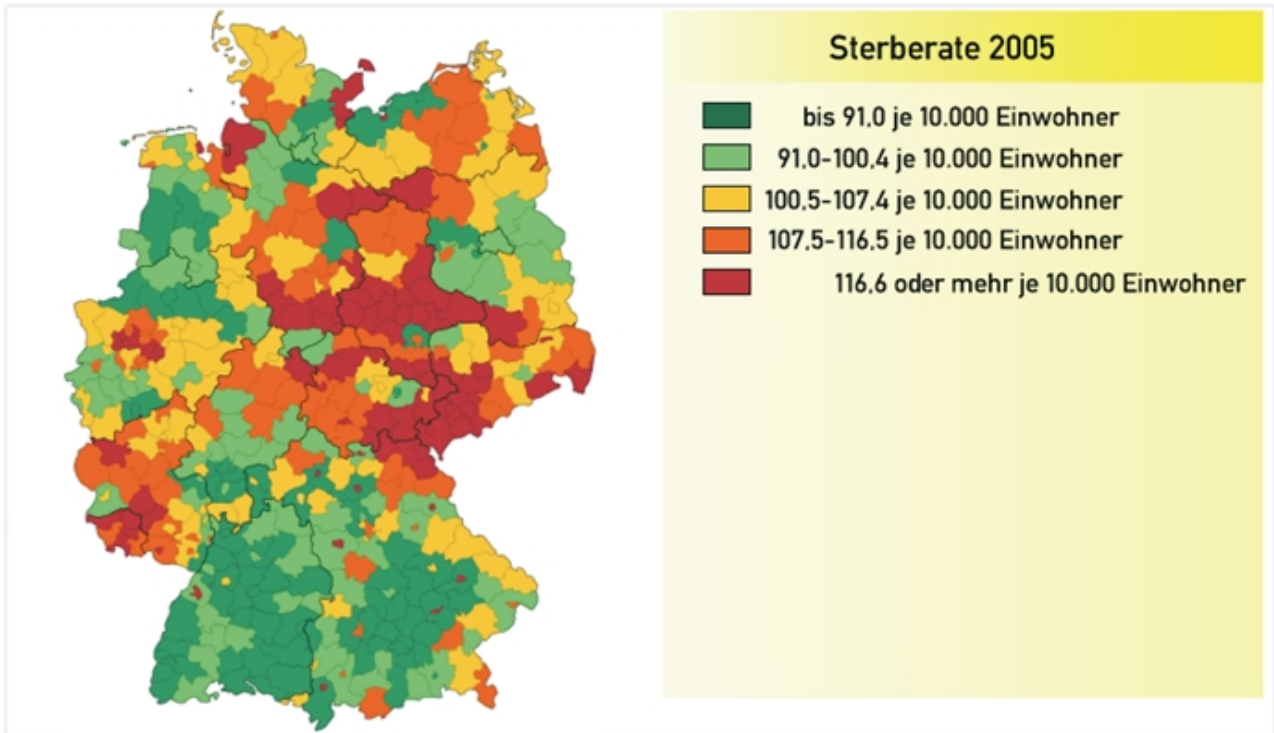 Sterberate 2005
bis 91,0 je 10.000 Einwohner
91,0-100,4 je 10.000 Einwohner
100,5-107,4 je 10.000 Einwohner
107,5-116,5 je 10.000 Einwohner
116,6 oder mehr je 10.000 Einwohner